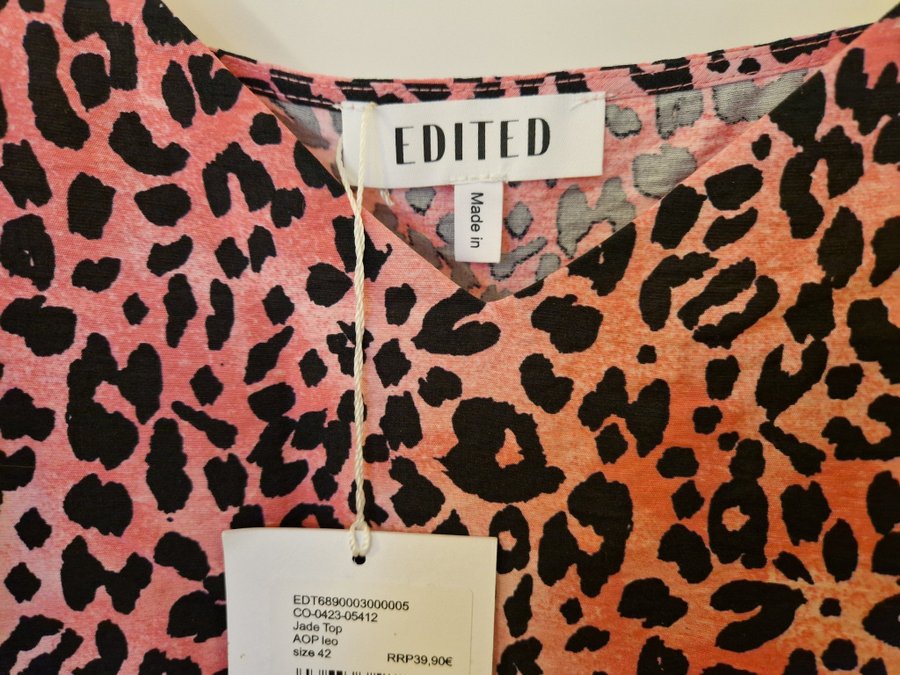 EDITED
Made in
EDT6890003000005
CO-0423-05412
Jade Top
AOP leo
size 42
RRP39,90€